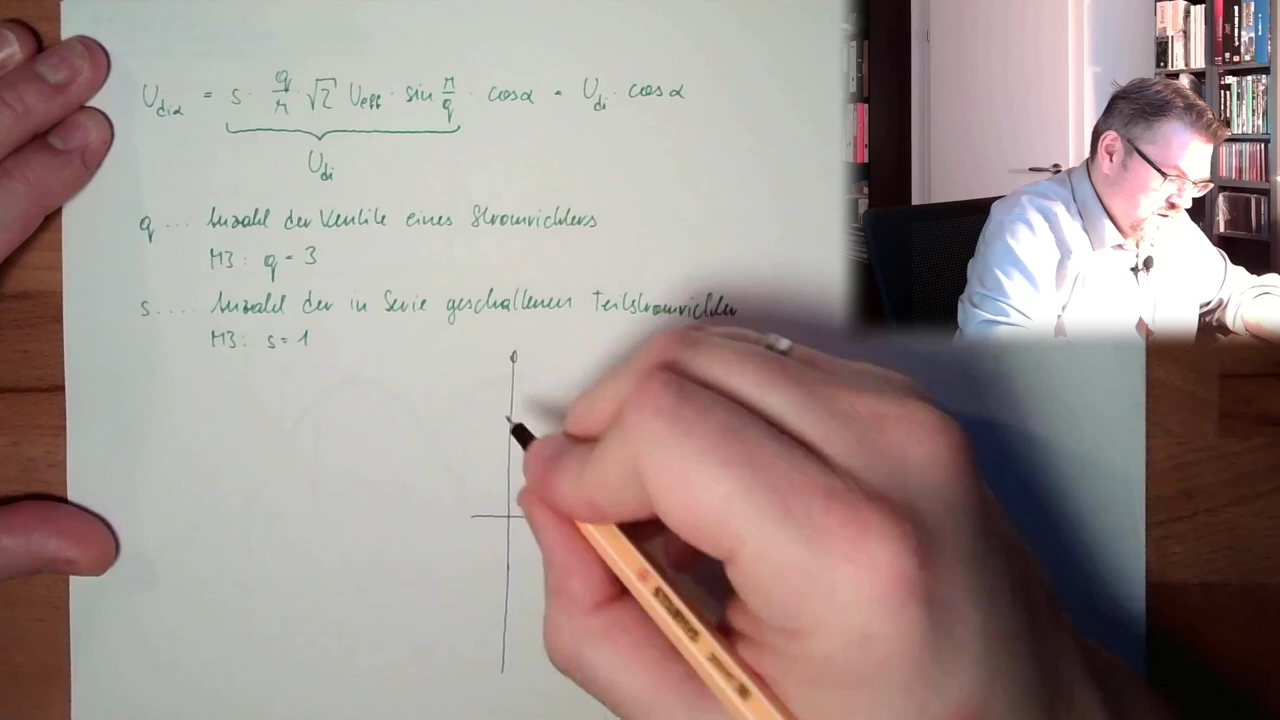 U_diα = s · q/π · √2 U_eff · sin π/q · cos α = U_di · cos α
U_di
q ... Anzahl der Ventile eines Stromrichters
M3: q = 3
s .... Anzahl der in Serie geschaltenen Teilstromrichter
M3: s = 1